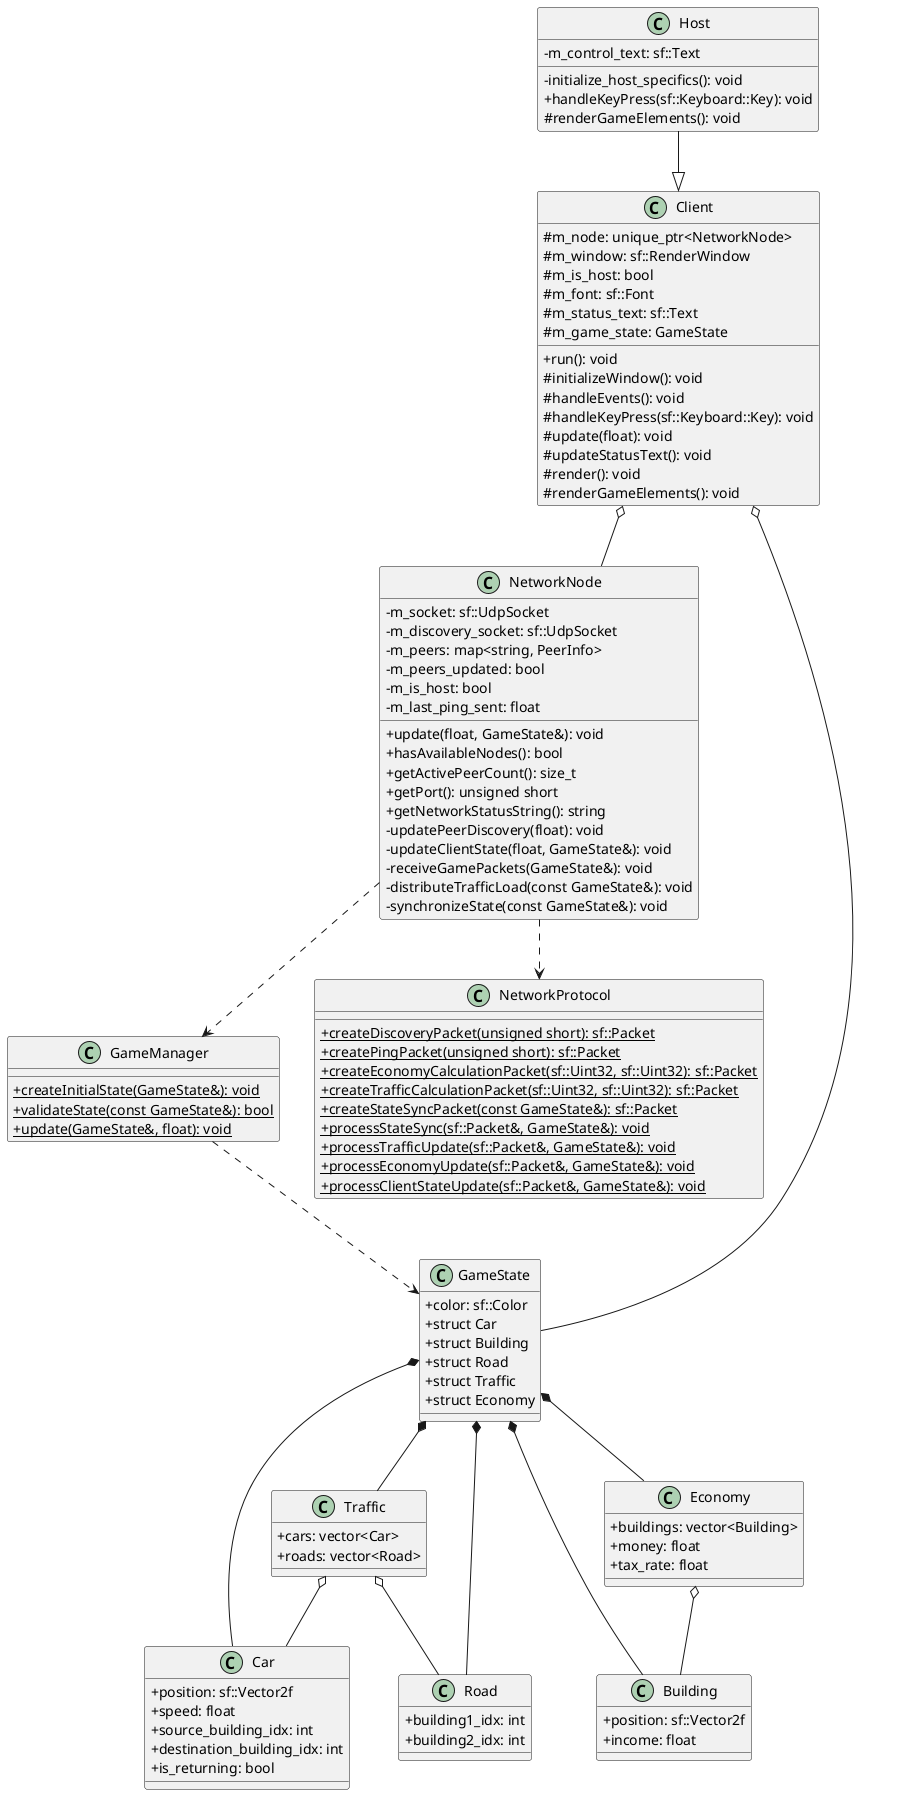 C Host
-m_control_text: sf::Text
-initialize_host_specifics(): void
+handleKeyPress(sf::Keyboard::Key): void
#renderGameElements(): void
C Client
#m_node: unique_ptr<NetworkNode>
#m_window: sf::RenderWindow
#m_is_host: bool
#m_font: sf::Font
#m_status_text: sf::Text
#m_game_state: GameState
+run(): void
#initializeWindow(): void
#handleEvents(): void
#handleKeyPress(sf::Keyboard::Key): void
#update(float): void
#updateStatusText(): void
#render(): void
#renderGameElements(): void
C NetworkNode
-m_socket: sf::UdpSocket
-m_discovery_socket: sf::UdpSocket
-m_peers: map<string, PeerInfo>
-m_peers_updated: bool
-m_is_host: bool
-m_last_ping_sent: float
+update(float, GameState&): void
+hasAvailableNodes(): bool
+getActivePeerCount(): size_t
+getPort(): unsigned short
+getNetworkStatusString(): string
-updatePeerDiscovery(float): void
-updateClientState(float, GameState&): void
-receiveGamePackets(GameState&): void
-distributeTrafficLoad(const GameState&): void
-synchronizeState(const GameState&): void
C GameManager
+createInitialState(GameState&): void
+validateState(const GameState&): bool
+update(GameState&, float): void
C NetworkProtocol
+createDiscoveryPacket(unsigned short): sf::Packet
+createPingPacket(unsigned short): sf::Packet
+createEconomyCalculationPacket(sf::Uint32, sf::Uint32): sf::Packet
+createTrafficCalculationPacket(sf::Uint32, sf::Uint32): sf::Packet
+createStateSyncPacket(const GameState&): sf::Packet
+processStateSync(sf::Packet&, GameState&): void
+processTrafficUpdate(sf::Packet&, GameState&): void
+processEconomyUpdate(sf::Packet&, GameState&): void
+processClientStateUpdate(sf::Packet&, GameState&): void
C GameState
+color: sf::Color
+struct Car
+struct Building
+struct Road
+struct Traffic
+struct Economy
C Traffic
+cars: vector<Car>
+roads: vector<Road>
C Economy
+buildings: vector<Building>
+money: float
+tax_rate: float
C Car
+position: sf::Vector2f
+speed: float
+source_building_idx: int
+destination_building_idx: int
+is_returning: bool
C Road
+building1_idx: int
+building2_idx: int
C Building
+position: sf::Vector2f
+income: float